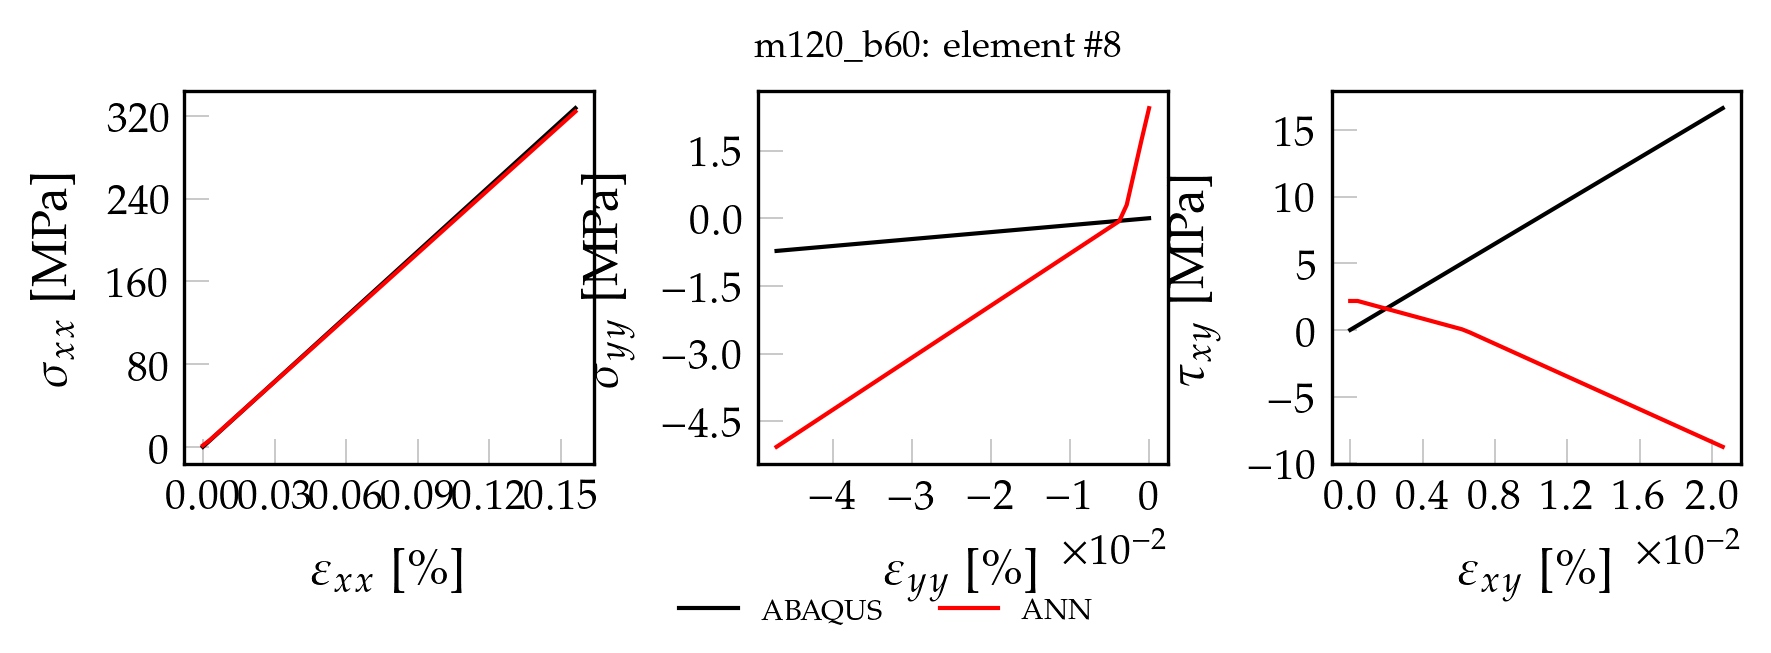 m120_b60: element #8
σxx [MPa]
320
240
160
80
0
0.00 0.03 0.06 0.09 0.12 0.15
εxx [%]
σyy [MPa]
1.5
0.0
−1.5
−3.0
−4.5
−4 −3 −2 −1 0
×10−2
εyy [%]
τxy [MPa]
15
10
5
0
−5
−10
0.0 0.4 0.8 1.2 1.6 2.0
×10−2
εxy [%]
ABAQUS ANN